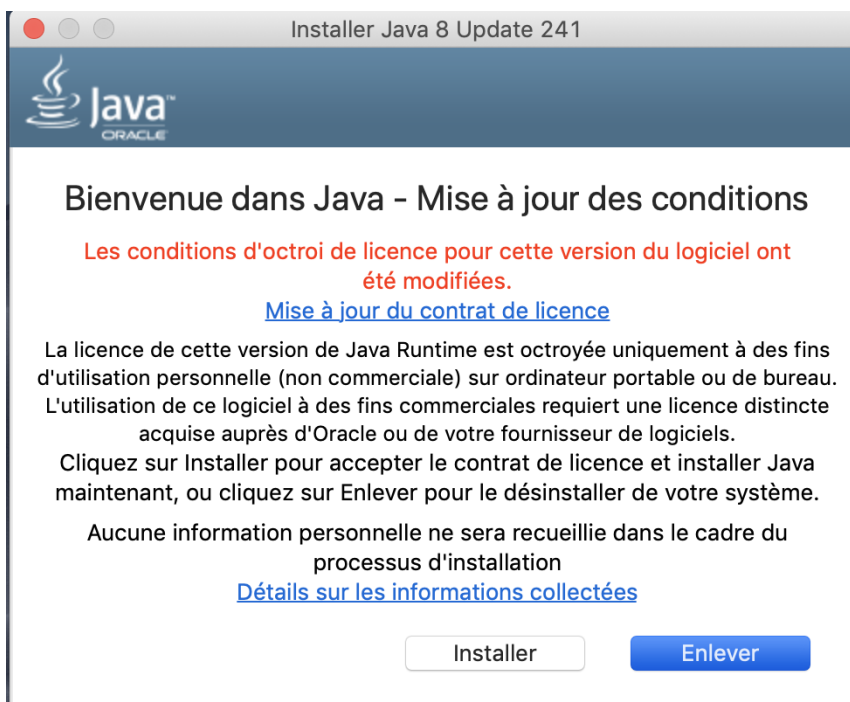 Installer Java 8 Update 241
Java™
ORACLE
Bienvenue dans Java - Mise à jour des conditions
Les conditions d'octroi de licence pour cette version du logiciel ont
été modifiées.
Mise à jour du contrat de licence
La licence de cette version de Java Runtime est octroyée uniquement à des fins
d'utilisation personnelle (non commerciale) sur ordinateur portable ou de bureau.
L'utilisation de ce logiciel à des fins commerciales requiert une licence distincte
acquise auprès d'Oracle ou de votre fournisseur de logiciels.
Cliquez sur Installer pour accepter le contrat de licence et installer Java
maintenant, ou cliquez sur Enlever pour le désinstaller de votre système.
Aucune information personnelle ne sera recueillie dans le cadre du
processus d'installation
Détails sur les informations collectées
Installer Enlever